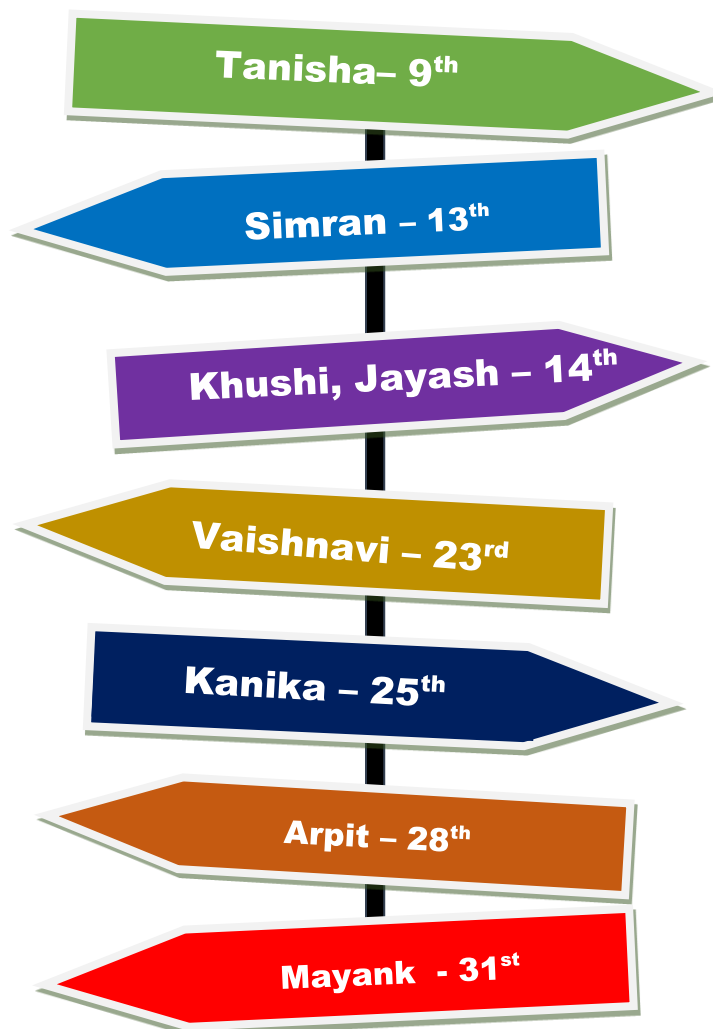 Tanisha– 9th
Simran – 13th
Khushi, Jayash – 14th
Vaishnavi – 23rd
Kanika – 25th
Arpit – 28th
Mayank - 31st